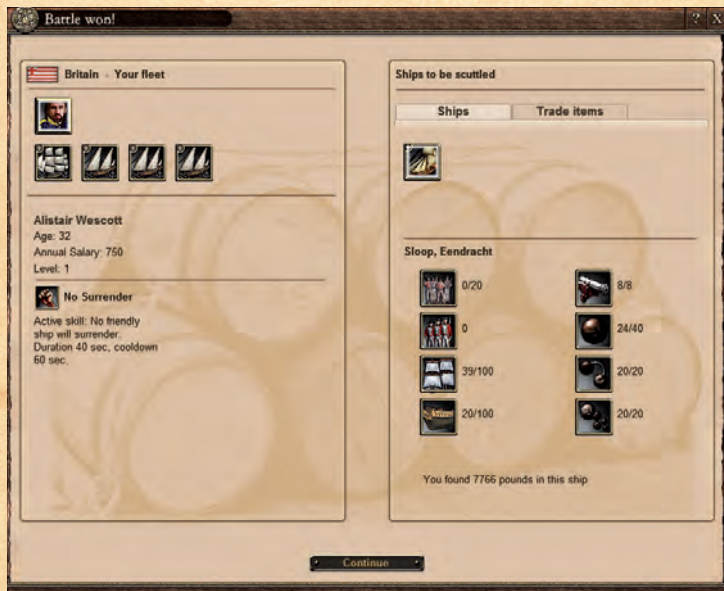 Battle won!
? X
Britain - Your fleet
Alistair Wescott
Age: 32
Annual Salary: 750
Level: 1
No Surrender
Active skill: No friendly
ship will surrender.
Duration 40 sec, cooldown
60 sec.
Ships to be scuttled
Ships
Trade items
Sloop, Eendracht
0/20
8/8
0
24/40
39/100
20/20
20/100
20/20
You found 7766 pounds in this ship
Continue